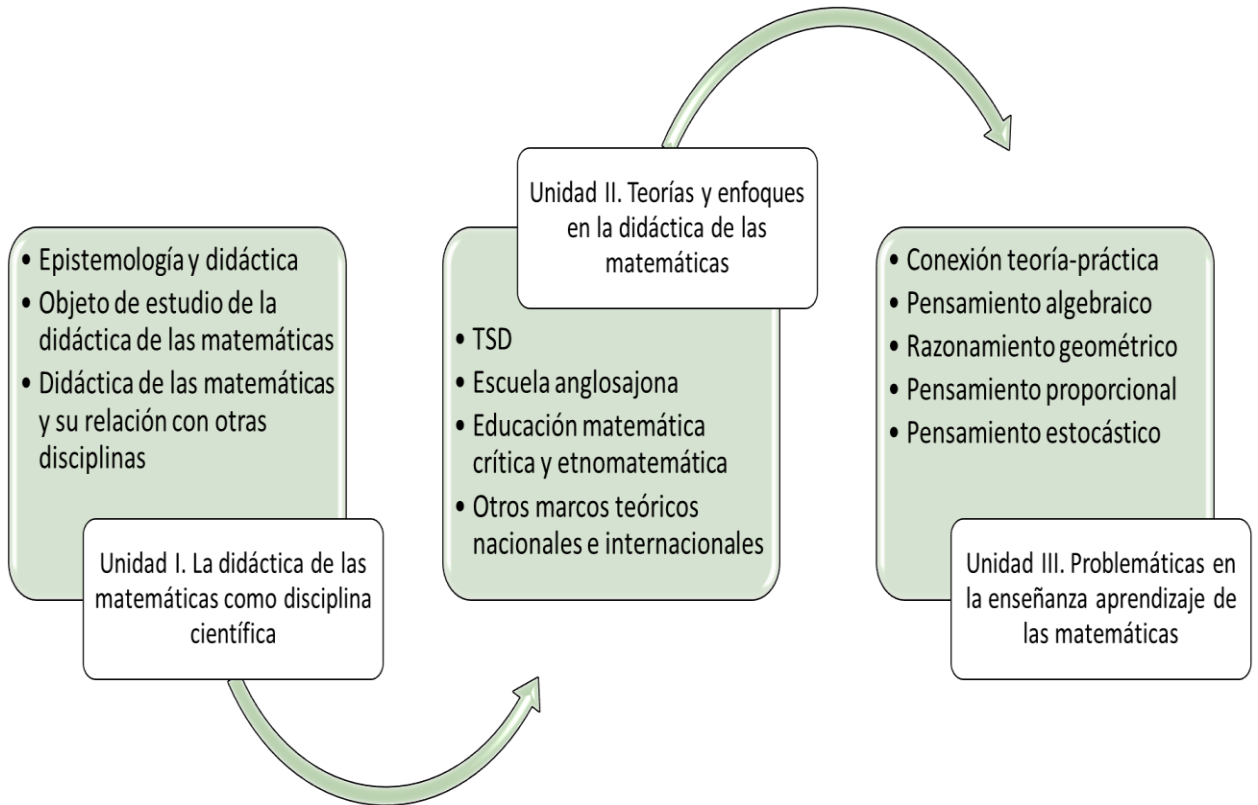 • Epistemología y didáctica
• Objeto de estudio de la
didáctica de las matemáticas
• Didáctica de las matemáticas
y su relación con otras
disciplinas
Unidad I. La didáctica de las
matemáticas como disciplina
científica
Unidad II. Teorías y enfoques
en la didáctica de las
matemáticas
• TSD
• Escuela anglosajona
• Educación matemática
crítica y etnomatemática
• Otros marcos teóricos
nacionales e internacionales
• Conexión teoría-práctica
• Pensamiento algebraico
• Razonamiento geométrico
• Pensamiento proporcional
• Pensamiento estocástico
Unidad III. Problemáticas en
la enseñanza aprendizaje de
las matemáticas